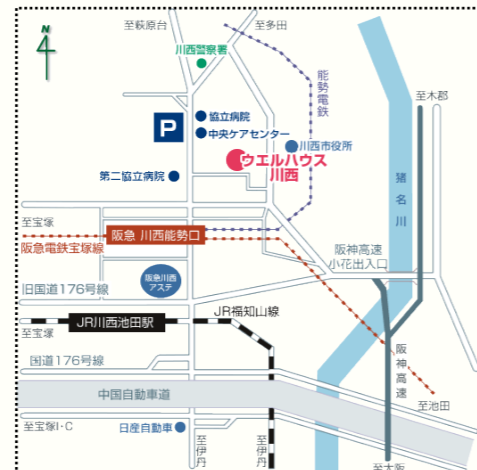 N
至萩原台
至多田
川西警察署
能勢電鉄
至木部
P
協立病院
中央ケアセンター
川西市役所
ウエルハウス
川西
第二協立病院
猪名川
至宝塚
阪急 川西能勢口
阪急電鉄宝塚線
阪神高速
小花出入口
阪急川西
アステ
旧国道176号線
JR川西池田駅
JR福知山線
至宝塚
国道176号線
阪神高速
中国自動車道
至池田
至宝塚I・C
日産自動車
至伊丹
至伊丹
至大阪